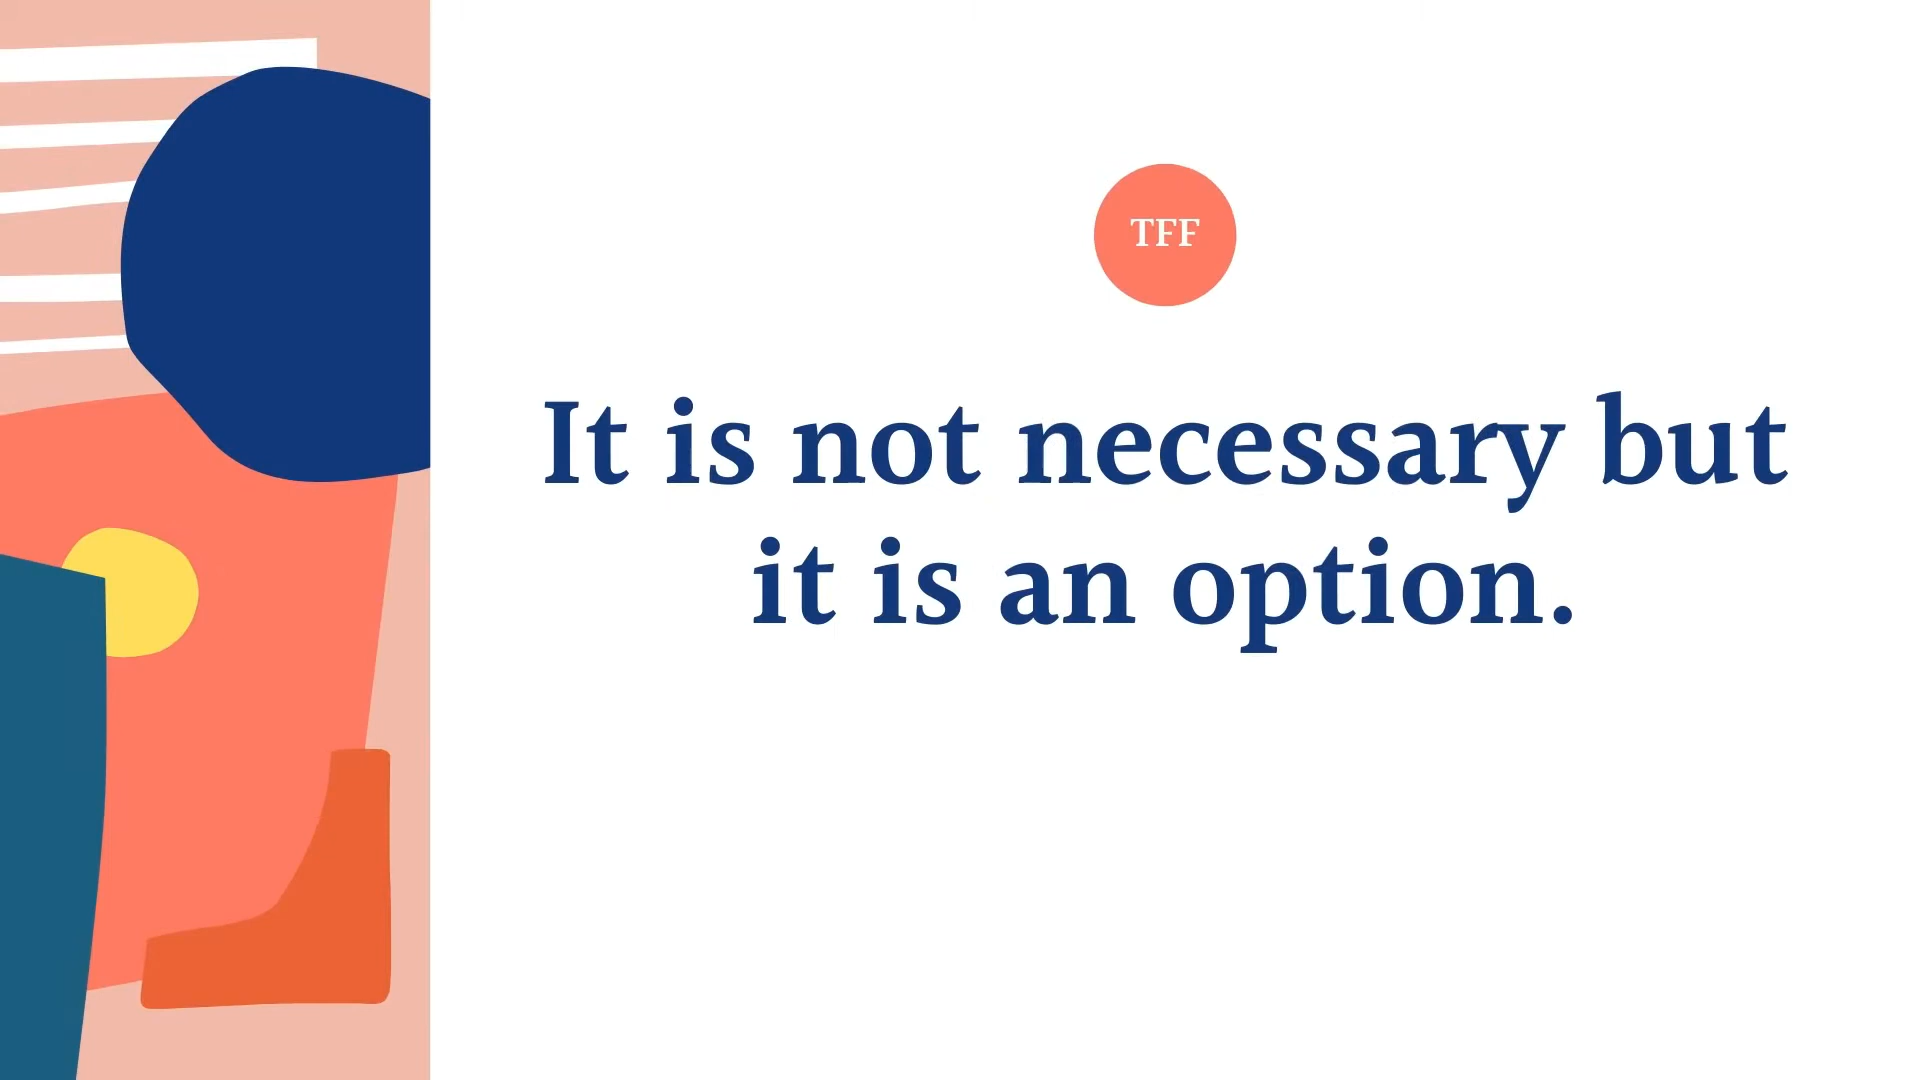 TFF
It is not necessary but
it is an option.